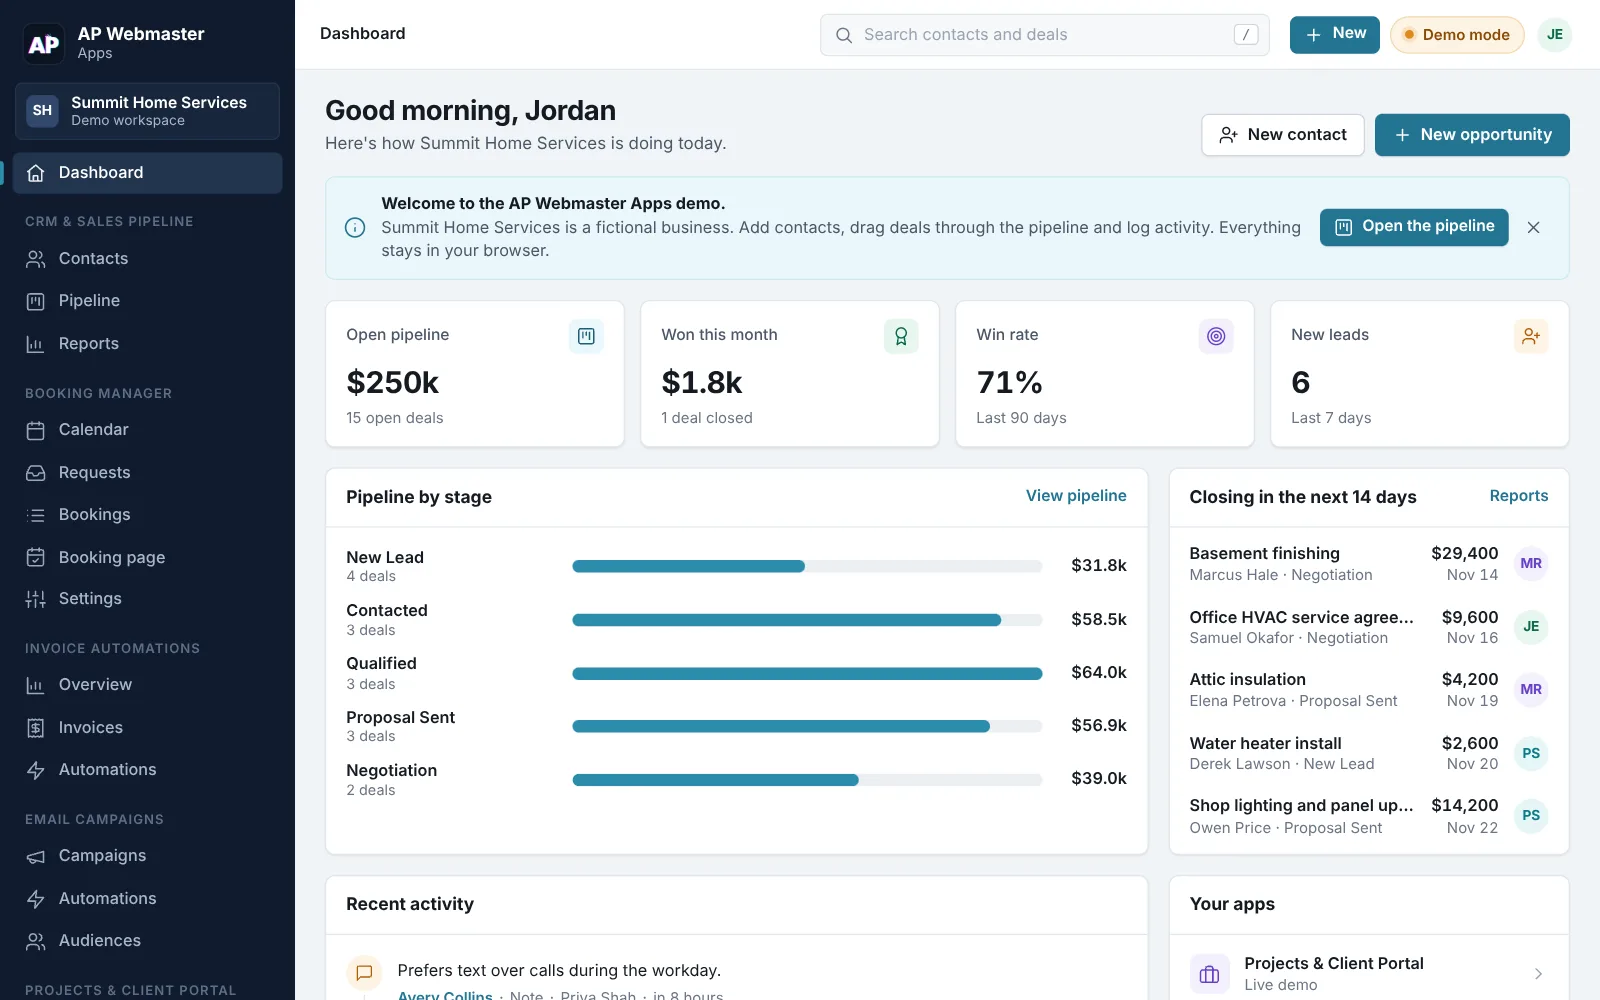 AP
AP Webmaster
Apps
SH
Summit Home Services
Demo workspace
Dashboard
CRM & SALES PIPELINE
Contacts
Pipeline
Reports
BOOKING MANAGER
Calendar
Requests
Bookings
Booking page
Settings
INVOICE AUTOMATIONS
Overview
Invoices
Automations
EMAIL CAMPAIGNS
Campaigns
Automations
Audiences
PROJECTS & CLIENT PORTAL
Dashboard
Search contacts and deals
/
New
Demo mode
JE
Good morning, Jordan
Here's how Summit Home Services is doing today.
New contact
New opportunity
Welcome to the AP Webmaster Apps demo.
Summit Home Services is a fictional business. Add contacts, drag deals through the pipeline and log activity. Everything
stays in your browser.
Open the pipeline
Open pipeline
$250k
15 open deals
Won this month
$1.8k
1 deal closed
Win rate
71%
Last 90 days
New leads
6
Last 7 days
Pipeline by stage
View pipeline
New Lead
4 deals
$31.8k
Contacted
3 deals
$58.5k
Qualified
3 deals
$64.0k
Proposal Sent
3 deals
$56.9k
Negotiation
2 deals
$39.0k
Closing in the next 14 days
Reports
Basement finishing
Marcus Hale · Negotiation
$29,400
Nov 14
MR
Office HVAC service agree...
Samuel Okafor · Negotiation
$9,600
Nov 16
JE
Attic insulation
Elena Petrova · Proposal Sent
$4,200
Nov 19
MR
Water heater install
Derek Lawson · New Lead
$2,600
Nov 20
PS
Shop lighting and panel up...
Owen Price · Proposal Sent
$14,200
Nov 22
PS
Recent activity
Prefers text over calls during the workday.
Avery Collins · Note · Priya Shah · in 8 hours
Your apps
Projects & Client Portal
Live demo